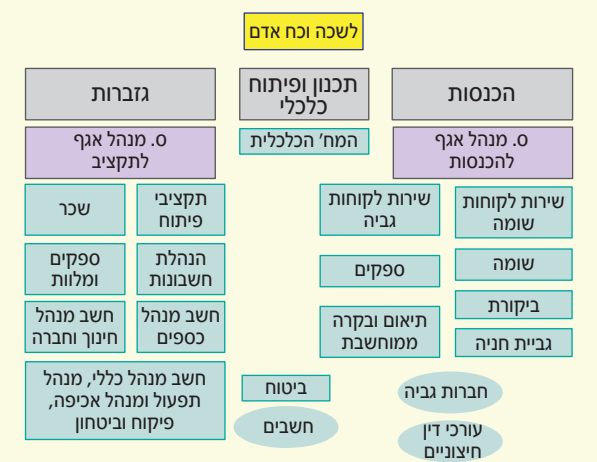 לשכה וכח אדם
הכנסות
תכנון ופיתוח
כלכלי
גזברות
ס. מנהל אגף
להכנסות
המח' הכלכלית
ס. מנהל אגף
לתקציב
שירות לקוחות
שומה
שירות לקוחות
גביה
תקציבי
פיתוח
שכר
שומה
ספקים
הנהלת
חשבונות
ספקים
ומלוות
ביקורת
גביית חניה
תיאום ובקרה
ממוחשבת
חשב מנהל
כספים
חשב מנהל
חינוך וחברה
חברות גביה
ביטוח
חשב מנהל כללי, מנהל
תפעול ומנהל אכיפה,
פיקוח וביטחון
עורכי דין
חיצוניים
חשבים